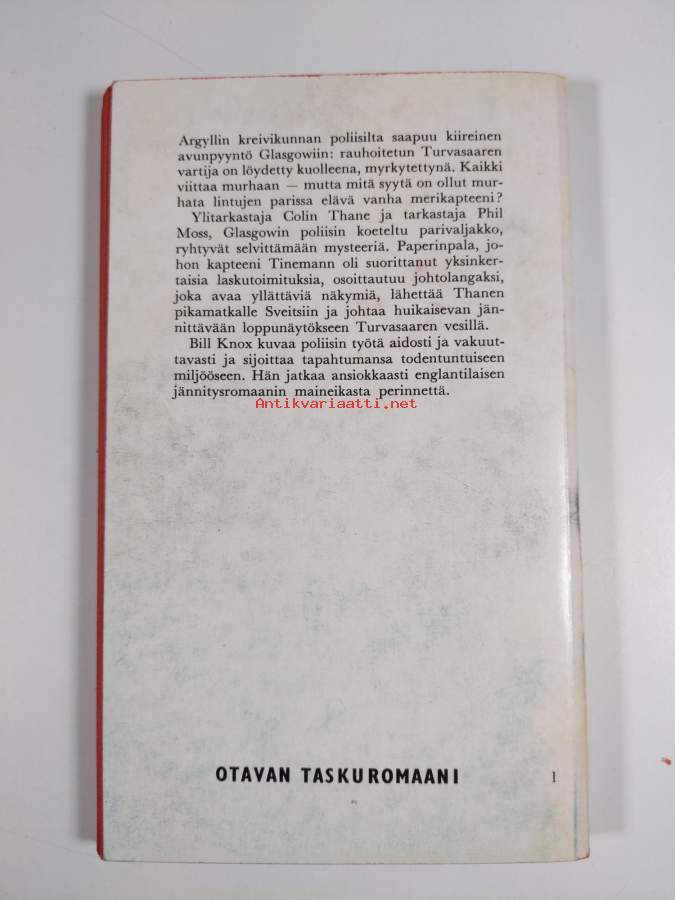 Argyllin kreivikunnan poliisilta saapuu kiireinen
avunpyyntö Glasgowiin: rauhoitetun Turvasaaren
vartija on löydetty kuolleena, myrkytettynä. Kaikki
viittaa murhaan — mutta mitä syytä on ollut mur-
hata lintujen parissa elävä vanha merikapteeni?
Ylitarkastaja Colin Thane ja tarkastaja Phil
Moss, Glasgowin poliisin koeteltu parivaljakko,
ryhtyvät selvittämään mysteeriä. Paperinpala, jo-
hon kapteeni Tinemann oli suorittanut yksinker-
taisia laskutoimituksia, osoittautuu johtolangaksi,
joka avaa yllättäviä näkymiä, lähettää Thanen
pikamatkalle Sveitsiin ja johtaa huikaisevan jän-
nittävään loppunäytökseen Turvasaaren vesillä.
Bill Knox kuvaa poliisin työtä aidosti ja vakuut-
tavasti ja sijoittaa tapahtumansa todentuntuiseen
miljööseen. Hän jatkaa ansiokkaasti englantilaisen
jännitysromaanin maineikasta perinnettä.
Antikvariaatti.net
OTAVAN TASKUROMAANI 1